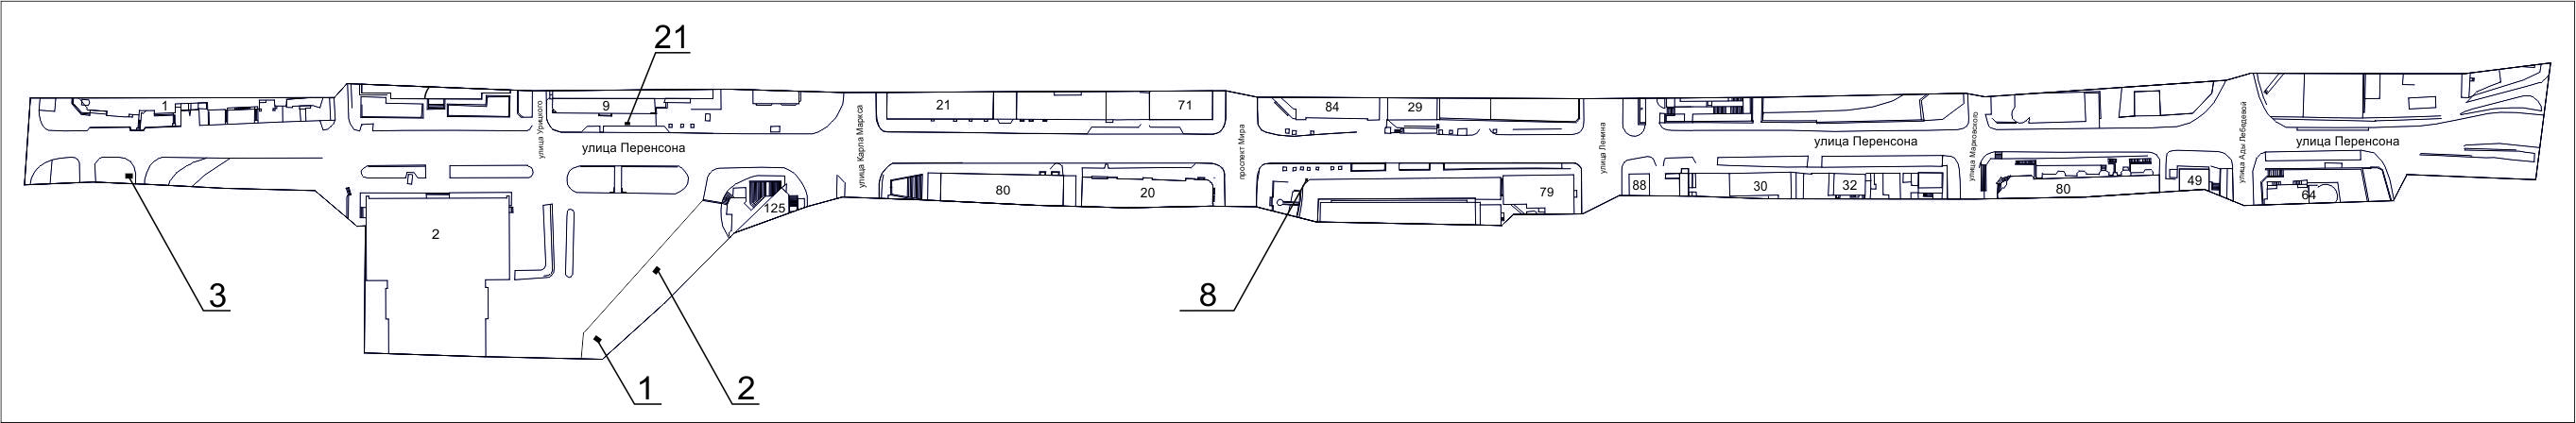 21
1
9
21
71
84
29
улица Урицкого
улица Перенсона
улица Карла Маркса
проспект Мира
улица Ленина
улица Перенсона
улица Марковского
улица Ады Лебедевой
улица Перенсона
125
80
20
79
88
30
32
80
49
64
2
3
8
1
2